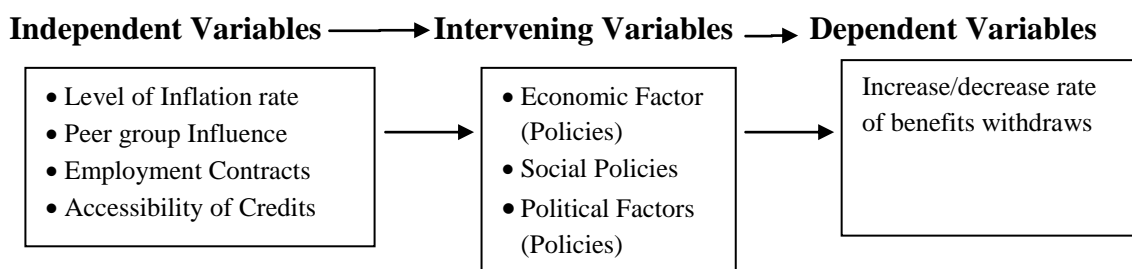 Independent Variables Intervening Variables Dependent Variables
• Level of Inflation rate
• Peer group Influence
• Employment Contracts
• Accessibility of Credits
• Economic Factor
(Policies)
• Social Policies
• Political Factors
(Policies)
Increase/decrease rate
of benefits withdraws